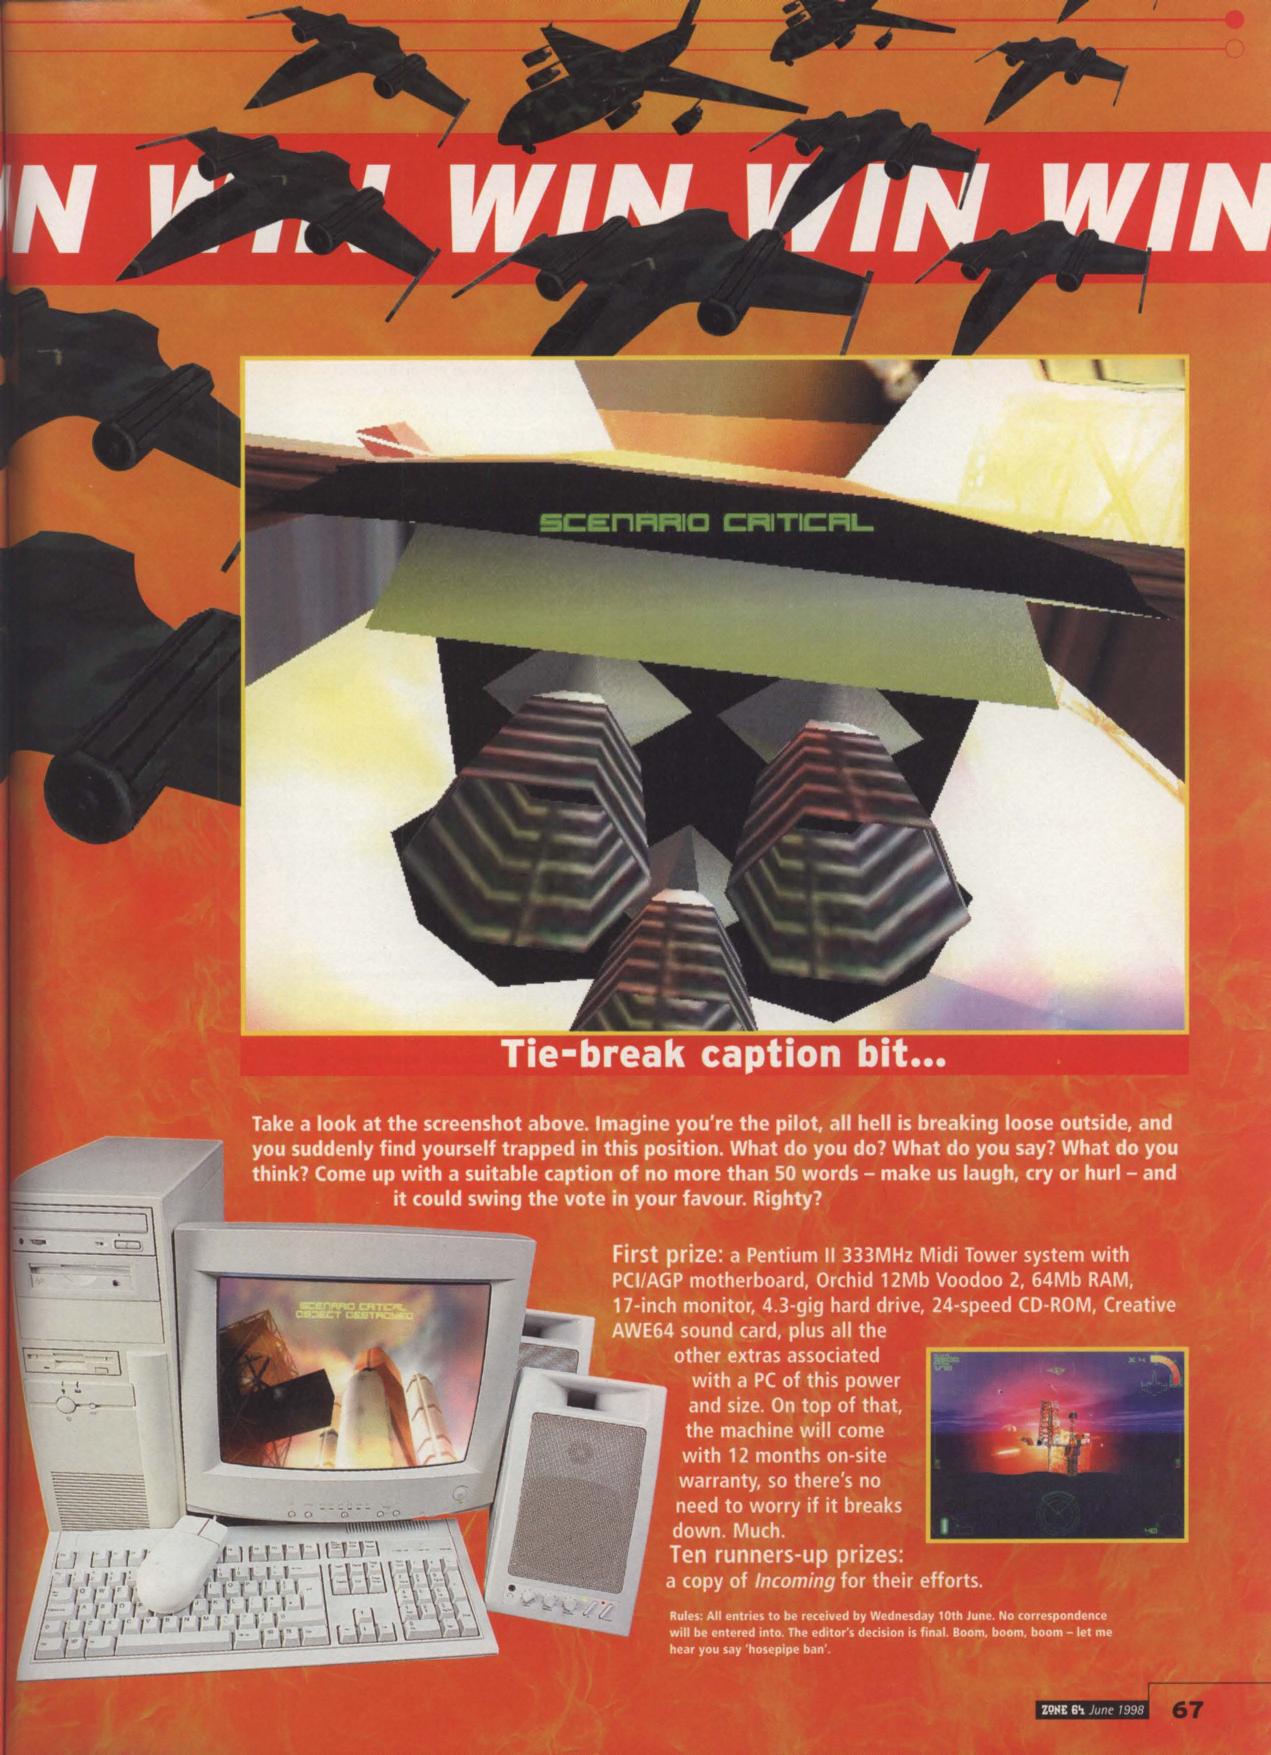 IN WIN WIN WIN WIN
SCENARIO CRITICAL
Tie-break caption bit...
Take a look at the screenshot above. Imagine you're the pilot, all hell is breaking loose outside, and
you suddenly find yourself trapped in this position. What do you do? What do you say? What do you
think? Come up with a suitable caption of no more than 50 words – make us laugh, cry or hurl – and
it could swing the vote in your favour. Righty?
SCENARIO CRITICAL
OBJECT DESTROYED
First prize: a Pentium II 333MHz Midi Tower system with
PCI/AGP motherboard, Orchid 12Mb Voodoo 2, 64Mb RAM,
17-inch monitor, 4.3-gig hard drive, 24-speed CD-ROM, Creative
AWE64 sound card, plus all the
other extras associated
with a PC of this power
and size. On top of that,
the machine will come
with 12 months on-site
warranty, so there's no
need to worry if it breaks
down. Much.
Ten runners-up prizes:
a copy of Incoming for their efforts.
Rules: All entries to be received by Wednesday 10th June. No correspondence
will be entered into. The editor's decision is final. Boom, boom, boom – let me
hear you say 'hosepipe ban'.
ZONE 64 June 1998 67